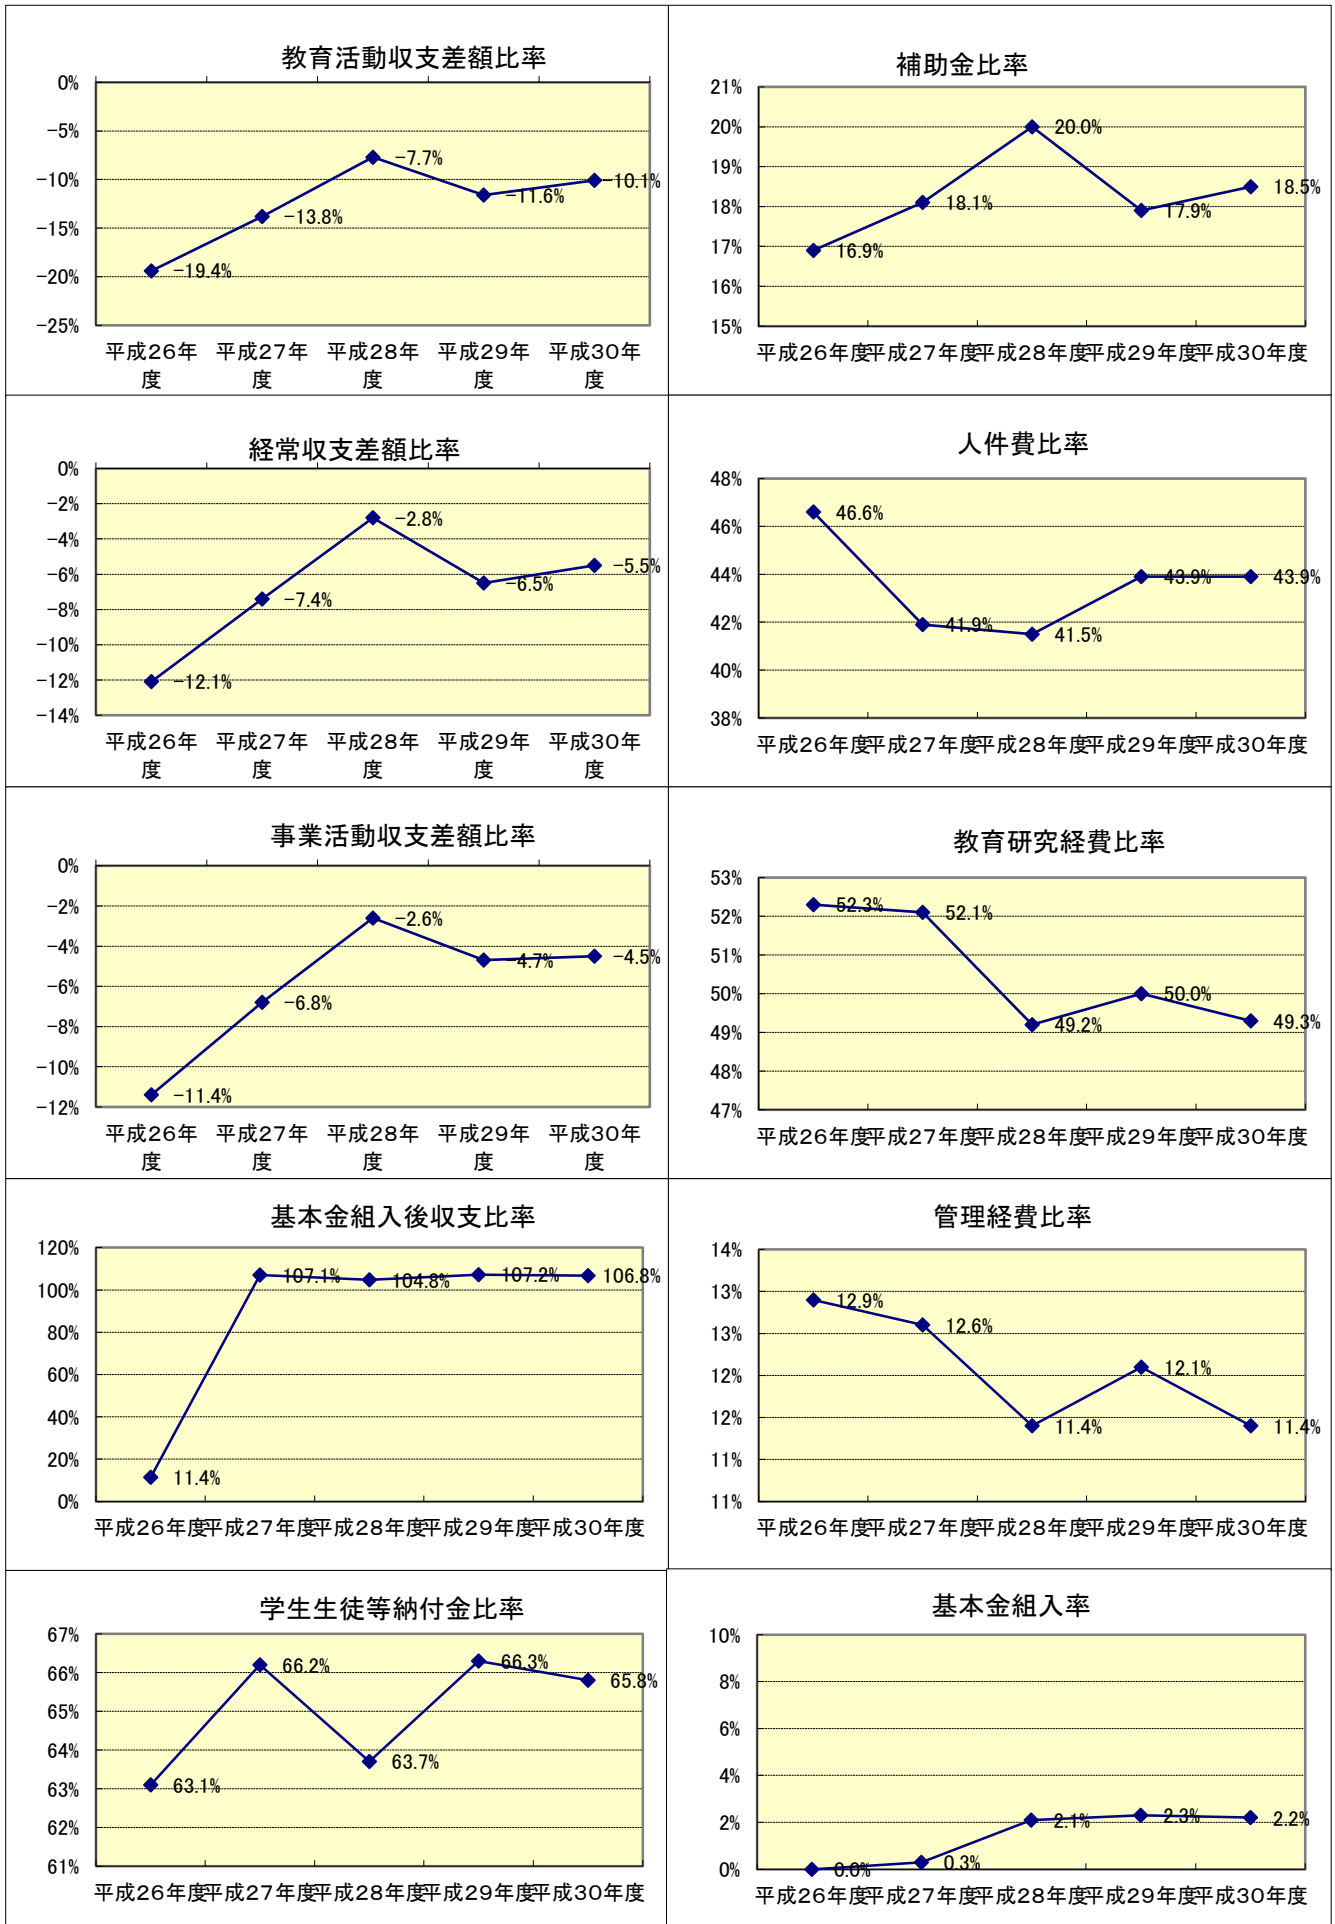 教育活動収支差額比率
0%
−5%
−10%
−15%
−20%
−25%
−19.4%
−13.8%
−7.7%
−11.6%
−10.1%
平成26年度
平成27年度
平成28年度
平成29年度
平成30年度
補助金比率
21%
20%
19%
18%
17%
16%
15%
16.9%
18.1%
20.0%
17.9%
18.5%
平成26年度
平成27年度
平成28年度
平成29年度
平成30年度
経常収支差額比率
0%
−2%
−4%
−6%
−8%
−10%
−12%
−14%
−12.1%
−7.4%
−2.8%
−6.5%
−5.5%
平成26年度
平成27年度
平成28年度
平成29年度
平成30年度
人件費比率
48%
46%
44%
42%
40%
38%
46.6%
41.9%
41.5%
43.9%
43.9%
平成26年度
平成27年度
平成28年度
平成29年度
平成30年度
事業活動収支差額比率
0%
−2%
−4%
−6%
−8%
−10%
−12%
−11.4%
−6.8%
−2.6%
−4.7%
−4.5%
平成26年度
平成27年度
平成28年度
平成29年度
平成30年度
教育研究経費比率
53%
52%
51%
50%
49%
48%
47%
52.3%
52.1%
49.2%
50.0%
49.3%
平成26年度
平成27年度
平成28年度
平成29年度
平成30年度
基本金組入後収支比率
120%
100%
80%
60%
40%
20%
0%
11.4%
107.1%
104.8%
107.2%
106.8%
平成26年度
平成27年度
平成28年度
平成29年度
平成30年度
管理経費比率
14%
13%
13%
12%
12%
11%
11%
12.9%
12.6%
11.4%
12.1%
11.4%
平成26年度
平成27年度
平成28年度
平成29年度
平成30年度
学生生徒等納付金比率
67%
66%
65%
64%
63%
62%
61%
63.1%
66.2%
63.7%
66.3%
65.8%
平成26年度
平成27年度
平成28年度
平成29年度
平成30年度
基本金組入率
10%
8%
6%
4%
2%
0%
0.0%
0.3%
2.1%
2.3%
2.2%
平成26年度
平成27年度
平成28年度
平成29年度
平成30年度